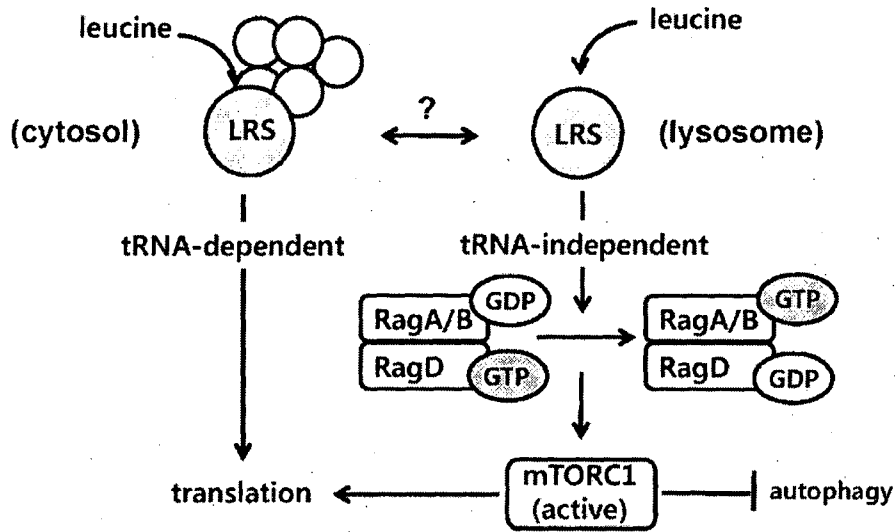 leucine
leucine
(cytosol)
LRS
?
LRS
(lysosome)
tRNA-dependent
tRNA-independent
RagA/B
GDP
RagD
GTP
RagA/B
GTP
RagD
GDP
translation
mTORC1
(active)
autophagy